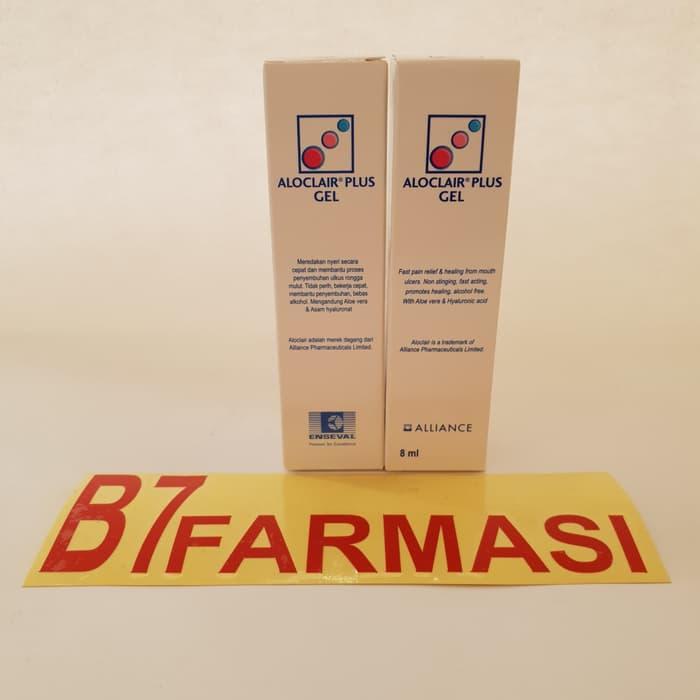 ALOCLAIR® PLUS
GEL
Meredakan nyeri secara
cepat dan membantu proses
penyembuhan ulkus rongga
mulut. Tidak perih, bekerja cepat,
membantu penyembuhan, bebas
alkohol. Mengandung Aloe vera
& Asam hyaluronat
Aloclair adalah merek dagang dari
Alliance Pharmaceuticals Limited.
ENSEVAL
ALOCLAIR® PLUS
GEL
Fast pain relief & healing from mouth
ulcers. Non stinging, fast acting,
promotes healing, alcohol free.
With Aloe vera & Hyaluronic acid
Aloclair is a trademark of
Alliance Pharmaceuticals Limited.
ALLIANCE
8 ml
B7FARMASI